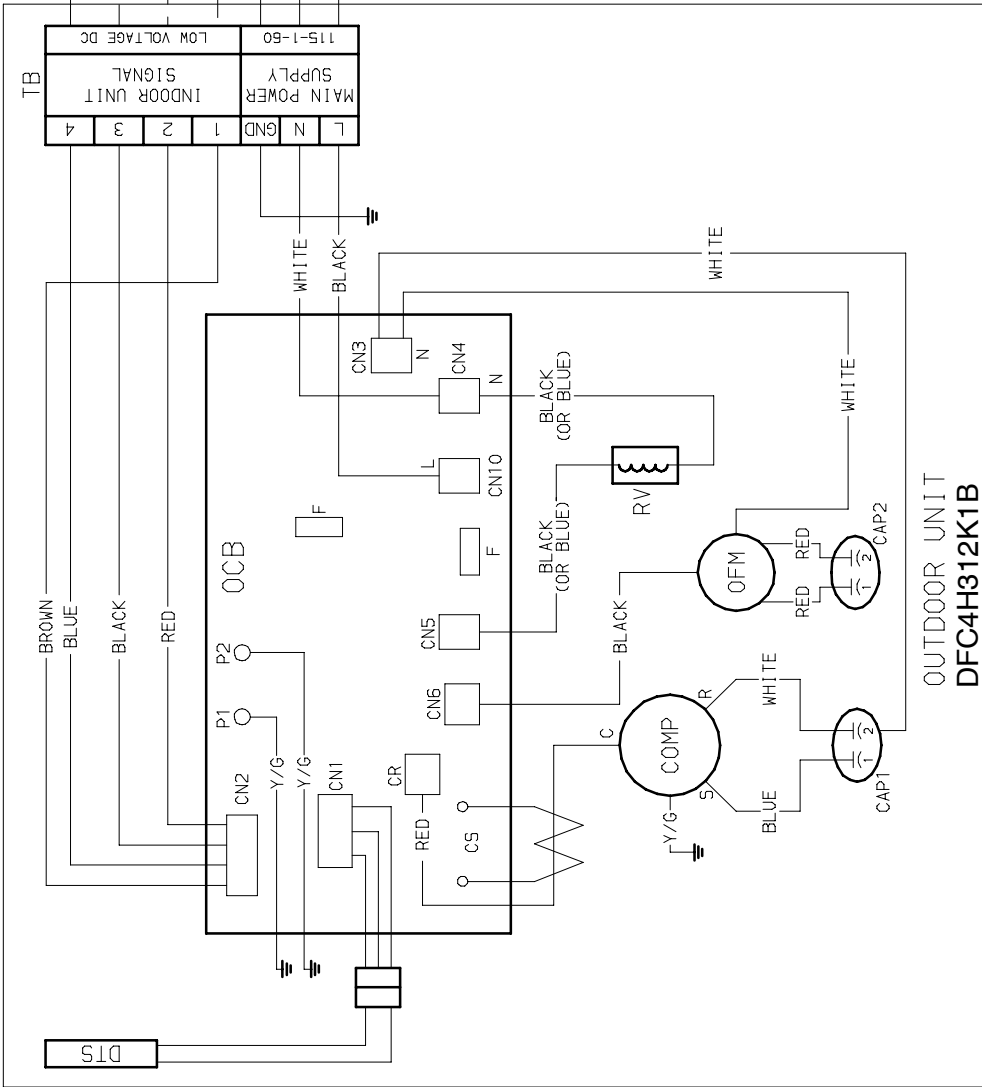 TB
LOW VOLTAGE DC
115-1-60
INDOOR UNIT
SIGNAL
MAIN POWER
SUPPLY
4
3
2
1
GND
N
L
BROWN
BLUE
BLACK
RED
WHITE
BLACK
WHITE
WHITE
OCB
P1
P2
F
F
CN2
CN1
CN3
N
CN4
N
L
CN10
CN5
CN6
CR
CS
Y/G
Y/G
RED
BLACK
(OR BLUE)
BLACK
(OR BLUE)
RV
BLACK
OFM
RED
RED
1
2
CAP2
C
COMP
S
R
Y/G
BLUE
WHITE
1
2
CAP1
DTS
OUTDOOR UNIT
DFC4H312K1B